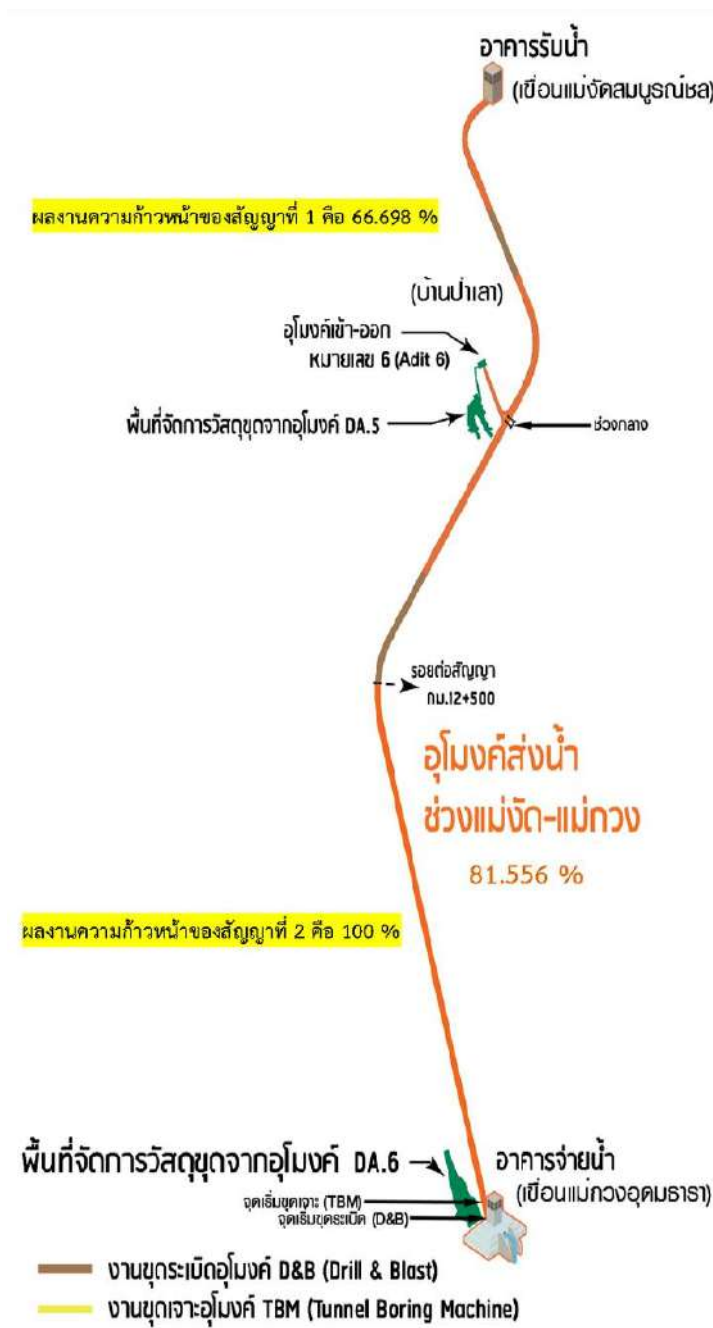 อาคารรับน้ำ
(เขื่อนแม่งัดสมบูรณ์ชล)
ผลงานความก้าวหน้าของสัญญาที่ 1 คือ 66.698 %
(บ้านป่าเลา)
อุโมงค์เข้า-ออก
หมายเลข 6 (Adit 6)
พื้นที่จัดการวัสดุขุดจากอุโมงค์ DA.5
ช่วงกลาง
รอยต่อสัญญา
กม.12+500
อุโมงค์ส่งน้ำ
ช่วงแม่งัด-แม่กวง
81.556 %
ผลงานความก้าวหน้าของสัญญาที่ 2 คือ 100 %
พื้นที่จัดการวัสดุขุดจากอุโมงค์ DA.6
อาคารจ่ายน้ำ
(เขื่อนแม่กวงอุดมธารา)
จุดเริ่มขุดเจาะ (TBM)
จุดเริ่มขุดระเบิด (D&B)
งานขุดระเบิดอุโมงค์ D&B (Drill & Blast)
งานขุดเจาะอุโมงค์ TBM (Tunnel Boring Machine)